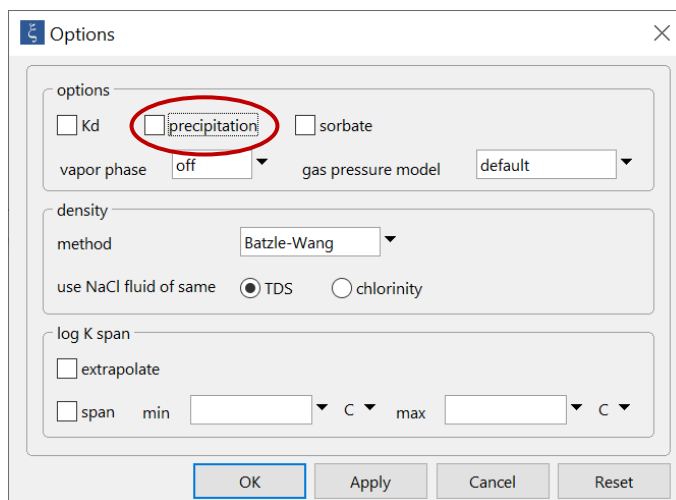 ξ Options
options
Kd precipitation sorbate
vapor phase off gas pressure model default
density
method Batzle-Wang
use NaCl fluid of same TDS chlorinity
log K span
extrapolate
span min C max C
OK Apply Cancel Reset